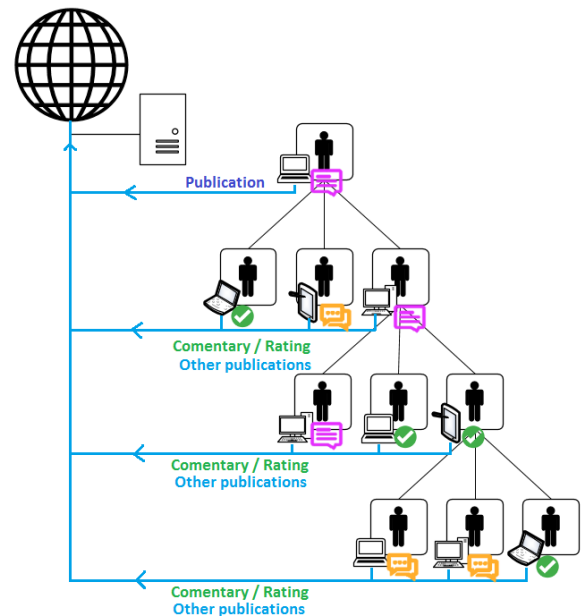 Publication
Comentary / Rating
Other publications
Comentary / Rating
Other publications
Comentary / Rating
Other publications